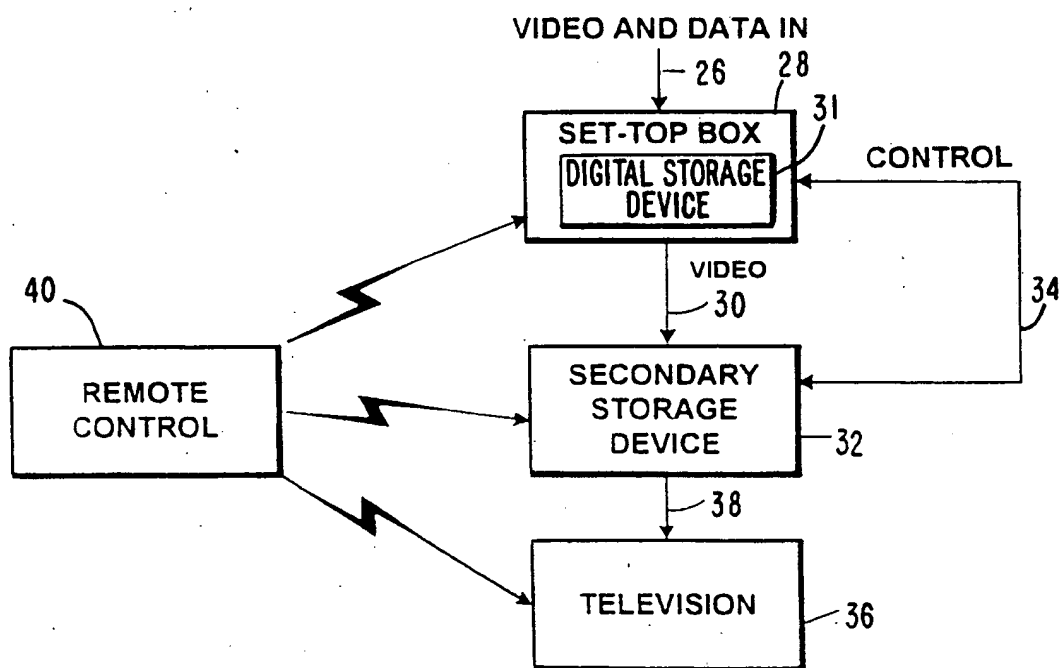 VIDEO AND DATA IN
26
28
31
SET-TOP BOX
DIGITAL STORAGE
DEVICE
CONTROL
VIDEO
30
34
40
REMOTE
CONTROL
SECONDARY
STORAGE
DEVICE
32
38
TELEVISION
36